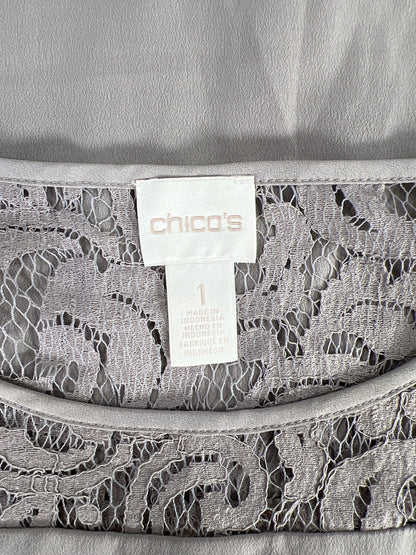 chico's
1
MADE IN
INDONESIA
HECHO EN
INDONESIA
FABRIQUÉ EN
INDONÉSIE